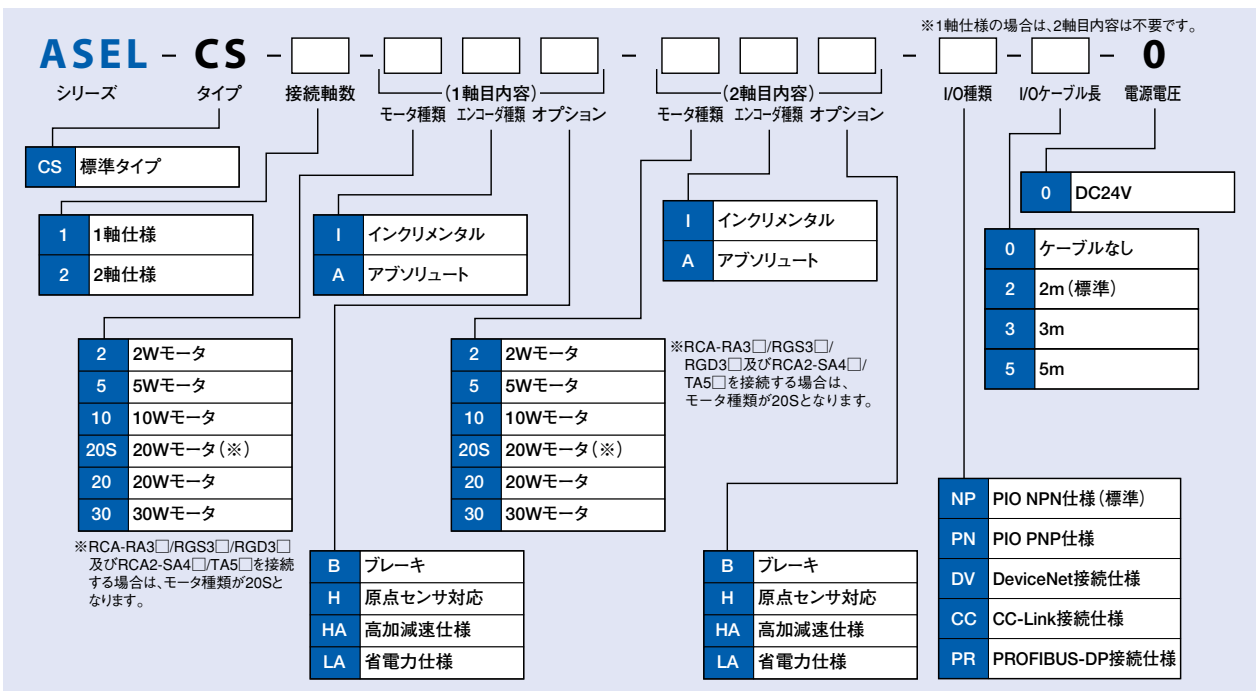 ※1軸仕様の場合は、2軸目内容は不要です。
ASEL － CS － □ － □ □ □ － □ □ □ － □ － □ － 0
シリーズ タイプ 接続軸数 (1軸目内容) (2軸目内容) I/O種類 I/Oケーブル長 電源電圧
モータ種類 エンコーダ種類 オプション モータ種類 エンコーダ種類 オプション
CS 標準タイプ
1 1軸仕様
2 2軸仕様
I インクリメンタル
A アブソリュート
I インクリメンタル
A アブソリュート
0 DC24V
0 ケーブルなし
2 2m（標準）
3 3m
5 5m
2 2Wモータ
5 5Wモータ
10 10Wモータ
20S 20Wモータ（※）
20 20Wモータ
30 30Wモータ
※RCA-RA3□/RGS3□/RGD3□
及びRCA2-SA4□/TA5□を接続
する場合は、モータ種類が20Sと
なります。
2 2Wモータ
5 5Wモータ
10 10Wモータ
20S 20Wモータ（※）
20 20Wモータ
30 30Wモータ
※RCA-RA3□/RGS3□/
RGD3□及びRCA2-SA4□/
TA5□を接続する場合は、
モータ種類が20Sとなります。
B ブレーキ
H 原点センサ対応
HA 高加減速仕様
LA 省電力仕様
B ブレーキ
H 原点センサ対応
HA 高加減速仕様
LA 省電力仕様
NP PIO NPN仕様（標準）
PN PIO PNP仕様
DV DeviceNet接続仕様
CC CC-Link接続仕様
PR PROFIBUS-DP接続仕様